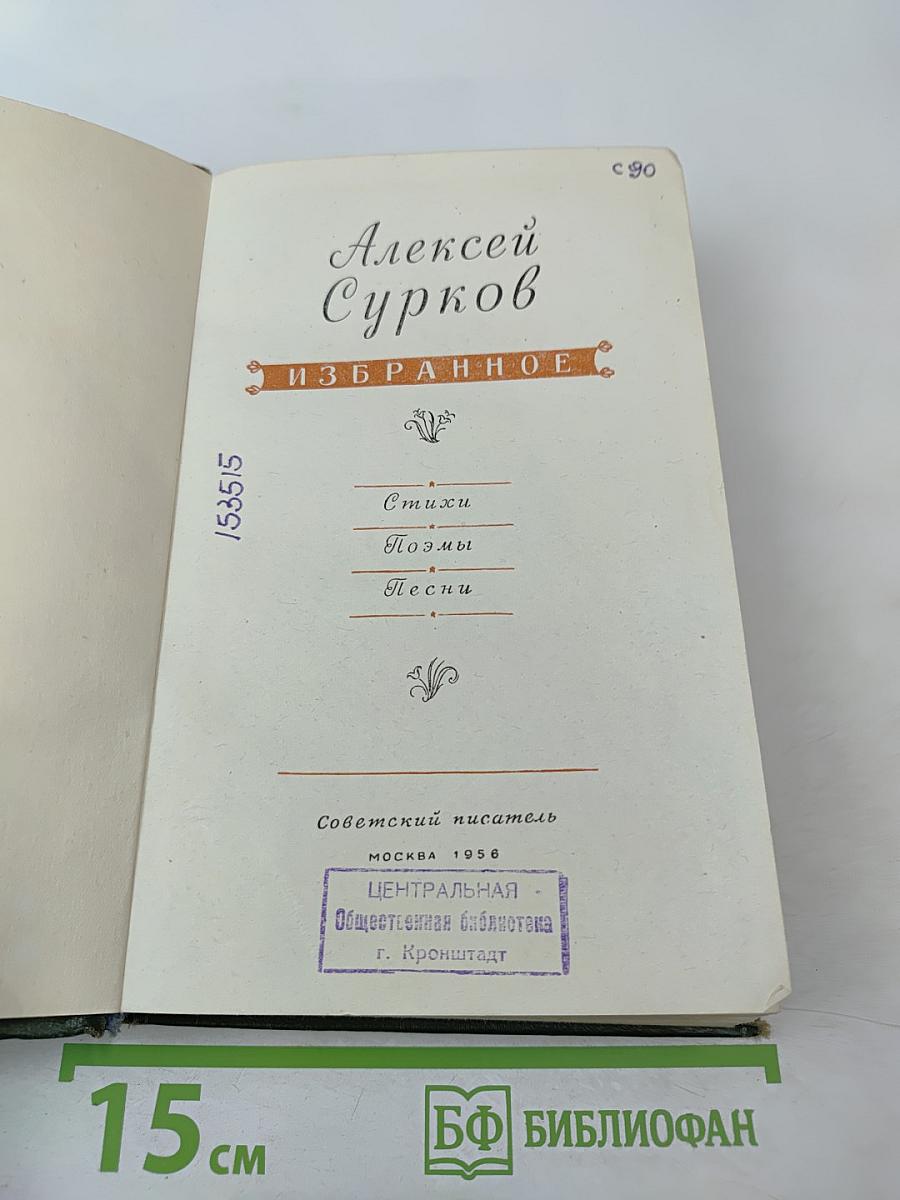 с 90
Алексей
Сурков
ИЗБРАННОЕ
153515
Стихи
Поэмы
Песни
Советский писатель
МОСКВА 1956
ЦЕНТРАЛЬНАЯ
Общественная библиотека
г. Кронштадт
15 см
БФ БИБЛИОФАН